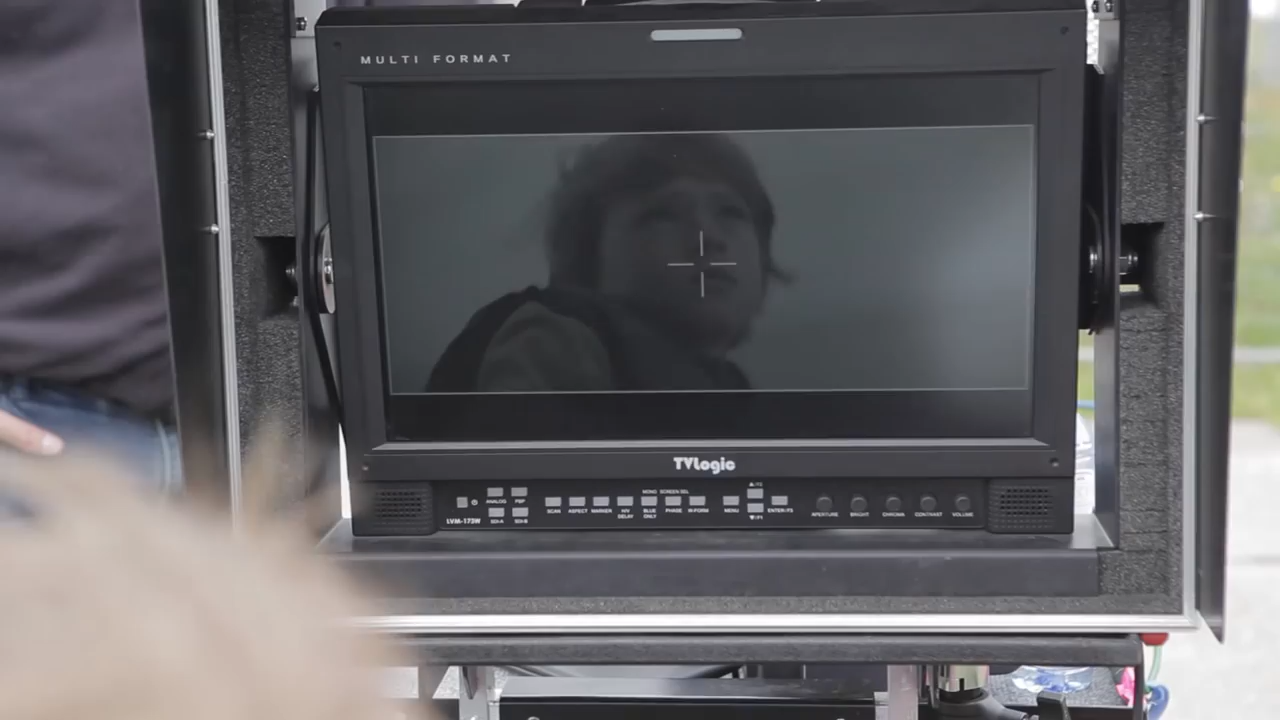 MULTI FORMAT
TVLogic
ANALOG PBP
MONO SCREEN SEL
SCAN ASPECT MARKER H/V DELAY BLUE ONLY PHASE W-FORM MENU ENTER/F3
APERTURE BRIGHT CHROMA CONTRAST VOLUME
LVM-173W SDI-A SDI-B